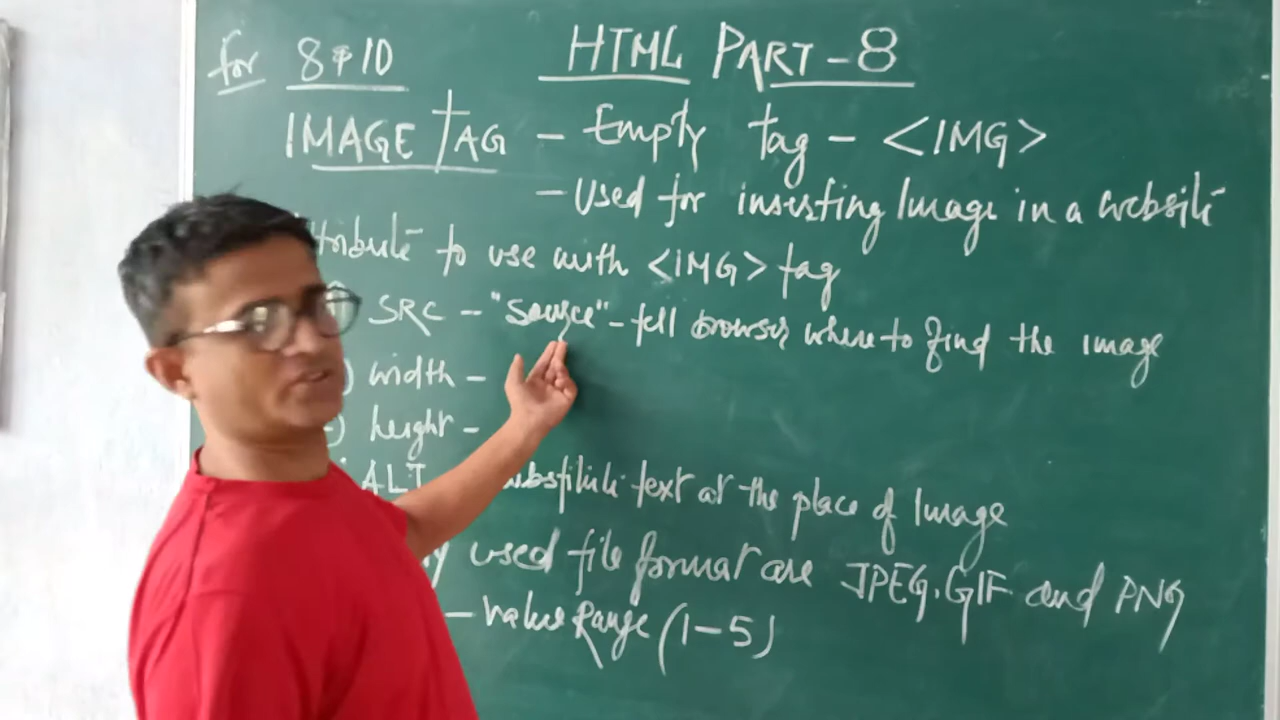 for 8 & 10
HTML PART - 8
IMAGE TAG - Empty tag - <IMG>
- Used for inserting Image in a website
tribute to use with <IMG> tag
SRC - "Source" - tell browser where to find the image
) width -
) height -
ALT substitute text at the place of Image
used file format are JPEG, GIF and PNG
- Value Range (1-5)